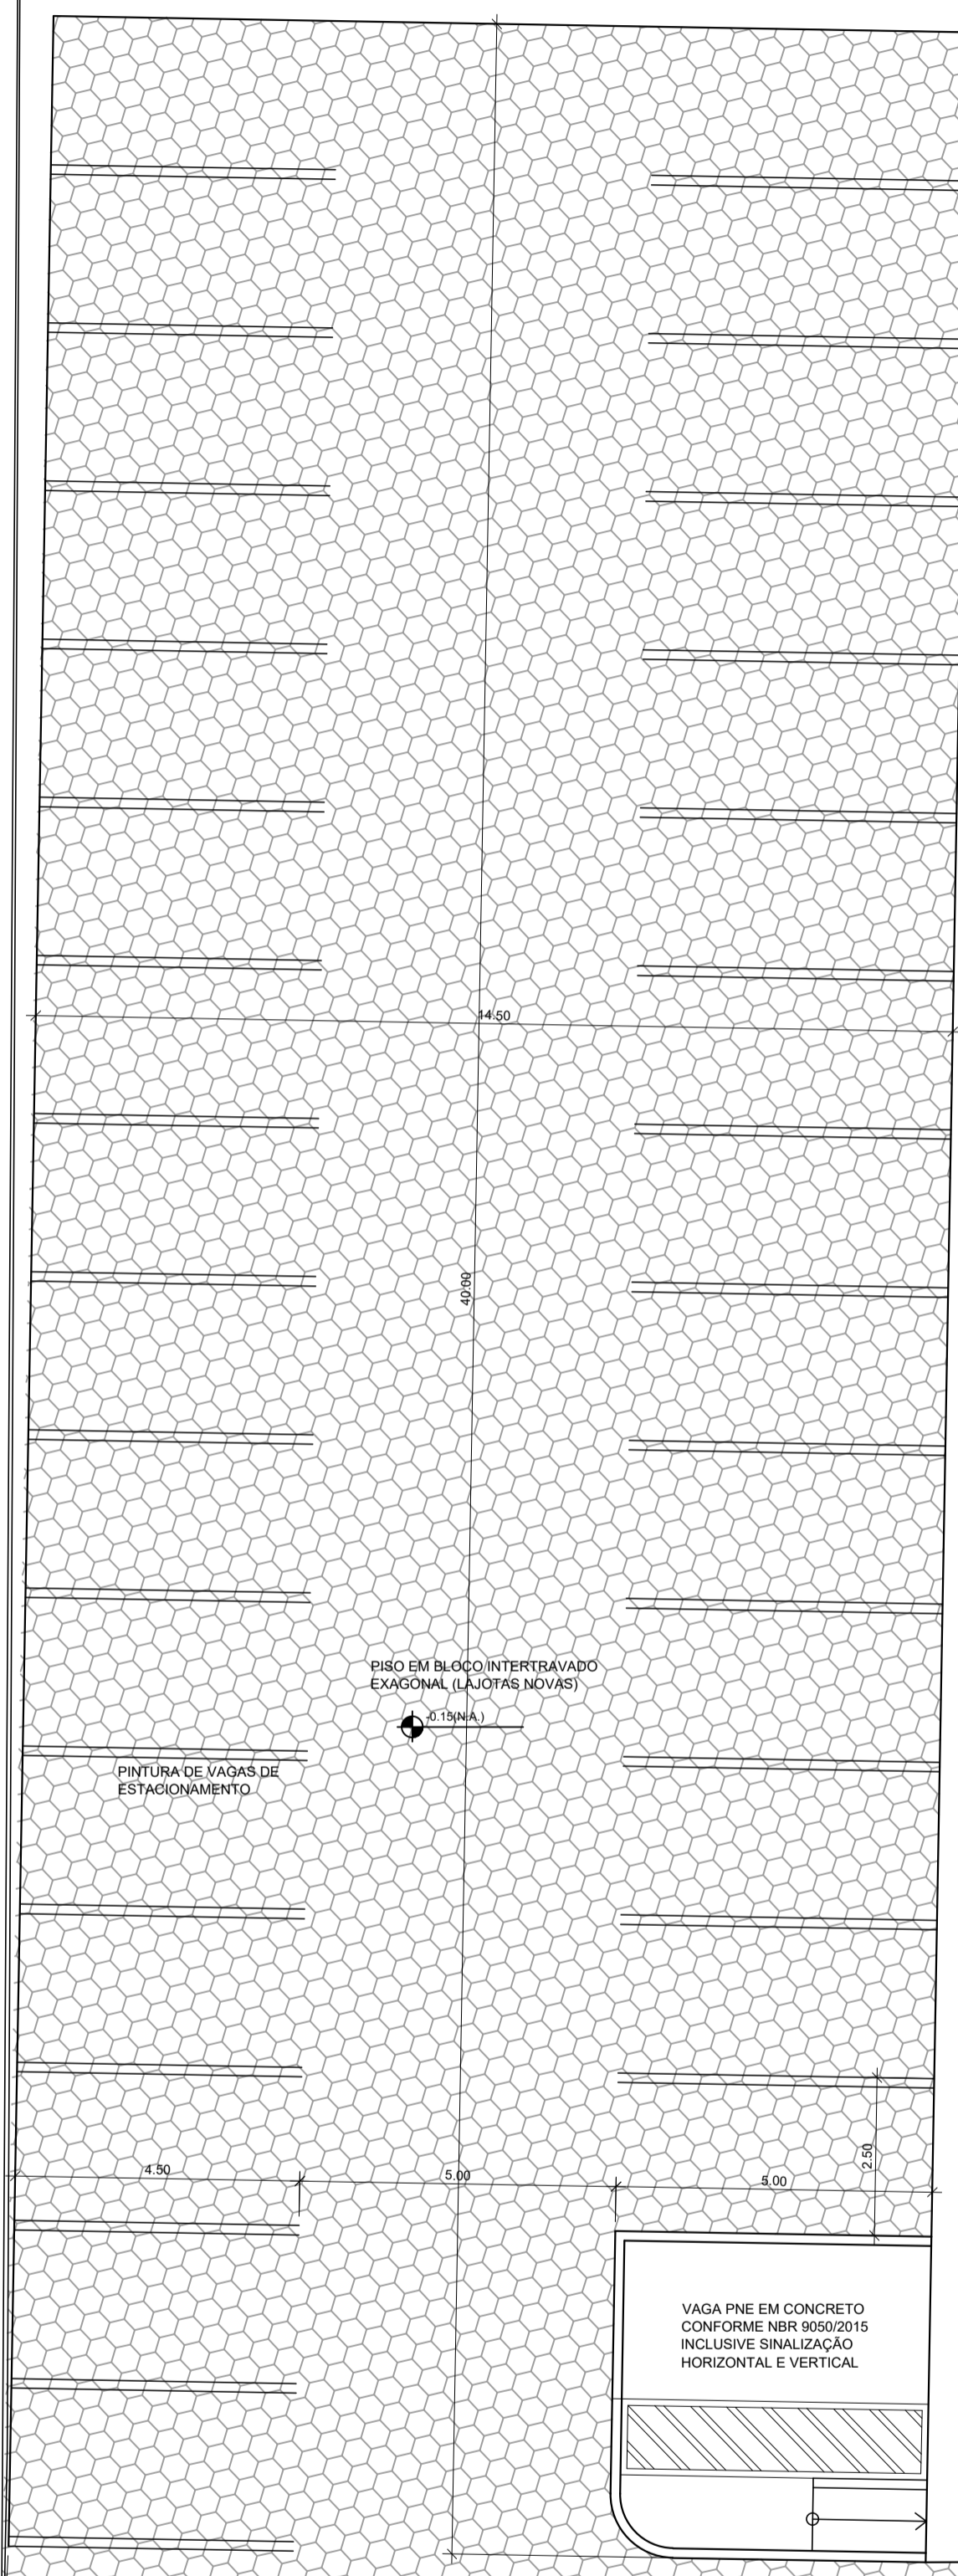 14.50
40.00
PISO EM BLOCO INTERTRAVADO
EXAGONAL (LAJOTAS NOVAS)
-0.15(N.A.)
PINTURA DE VAGAS DE
ESTACIONAMENTO
2.50
4.50
5.00
5.00
VAGA PNE EM CONCRETO
CONFORME NBR 9050/2015
INCLUSIVE SINALIZAÇÃO
HORIZONTAL E VERTICAL